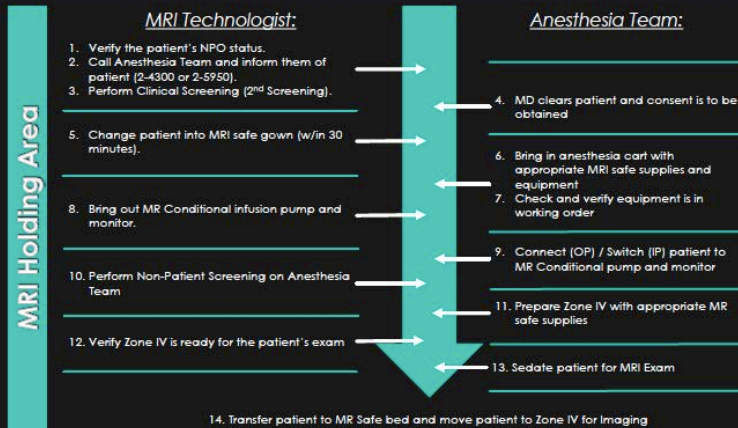 MRI Holding Area
MRI Technologist:
1. Verify the patient's NPO status.
2. Call Anesthesia Team and inform them of
patient (2-4300 or 2-5950).
3. Perform Clinical Screening (2nd Screening).
5. Change patient into MRI safe gown (w/in 30
minutes).
8. Bring out MR Conditional infusion pump and
monitor.
10. Perform Non-Patient Screening on Anesthesia
Team
12. Verify Zone IV is ready for the patient's exam
Anesthesia Team:
4. MD clears patient and consent is to be
obtained
6. Bring in anesthesia cart with
appropriate MRI safe supplies and
equipment
7. Check and verify equipment is in
working order
9. Connect (OP) / Switch (IP) patient to
MR Conditional pump and monitor
11. Prepare Zone IV with appropriate MR
safe supplies
13. Sedate patient for MRI Exam
14. Transfer patient to MR Safe bed and move patient to Zone IV for Imaging